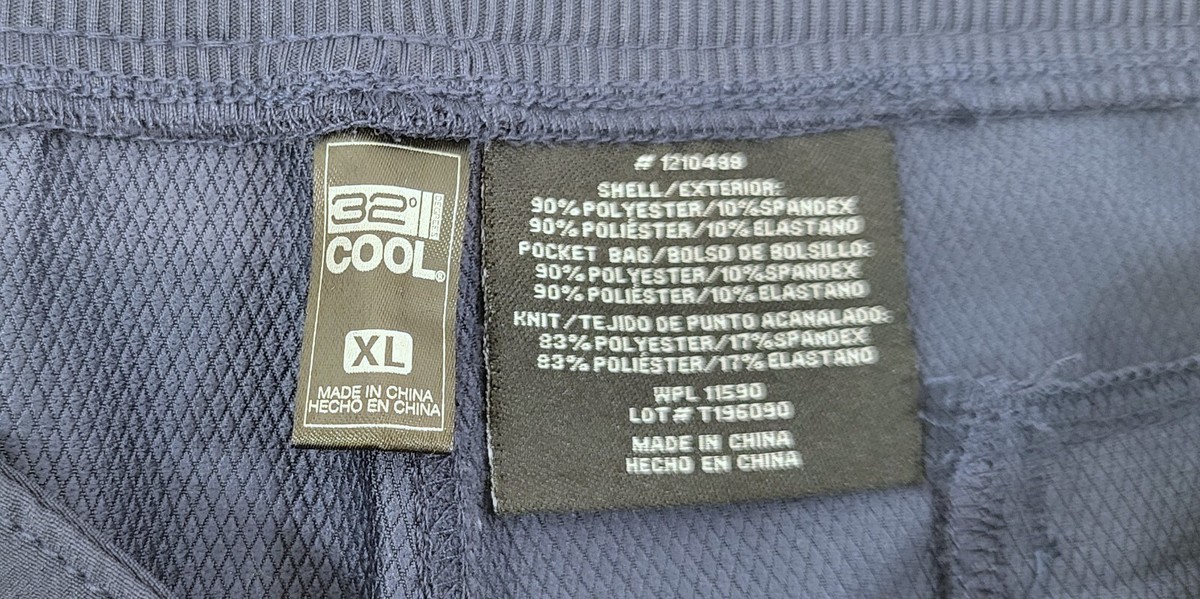 32°
COOL®
XL
MADE IN CHINA
HECHO EN CHINA
# 1210488
SHELL/EXTERIOR:
90% POLYESTER/10% SPANDEX
90% POLIÉSTER/10% ELASTANO
POCKET BAG/BOLSO DE BOLSILLO:
90% POLYESTER/10% SPANDEX
90% POLIÉSTER/10% ELASTANO
KNIT/TEJIDO DE PUNTO ACANALADO:
83% POLYESTER/17% SPANDEX
83% POLIÉSTER/17% ELASTANO
WPL 11590
LOT# T196090
MADE IN CHINA
HECHO EN CHINA